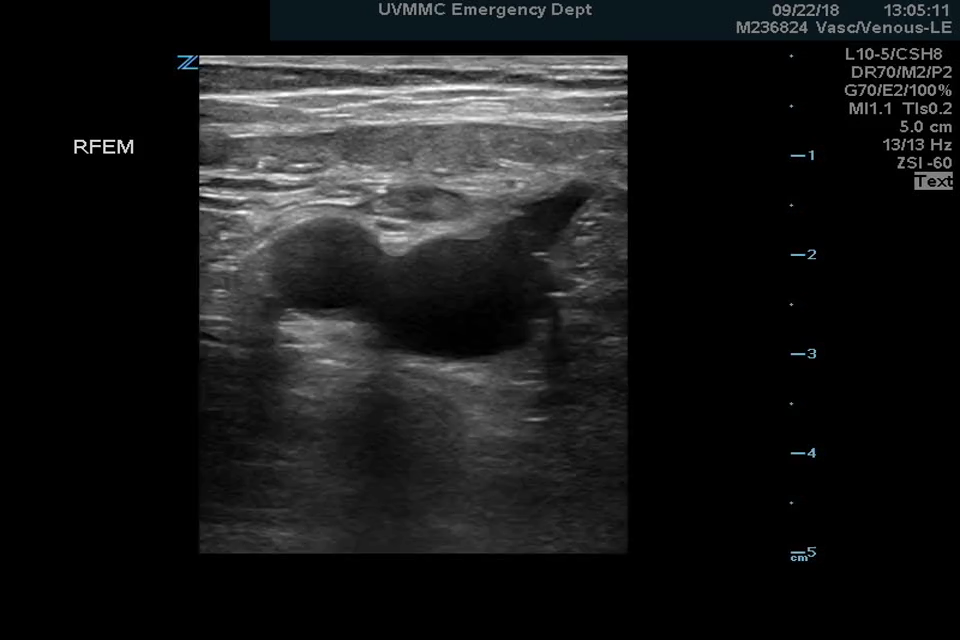 UVMMC Emergency Dept
09/22/18 13:05:11
M236824 Vasc/Venous-LE
L10-5/CSH8
DR70/M2/P2
G70/E2/100%
MI1.1 TIs0.2
5.0 cm
13/13 Hz
ZSI -60
Text
Z
RFEM
1
2
3
4
5
cm